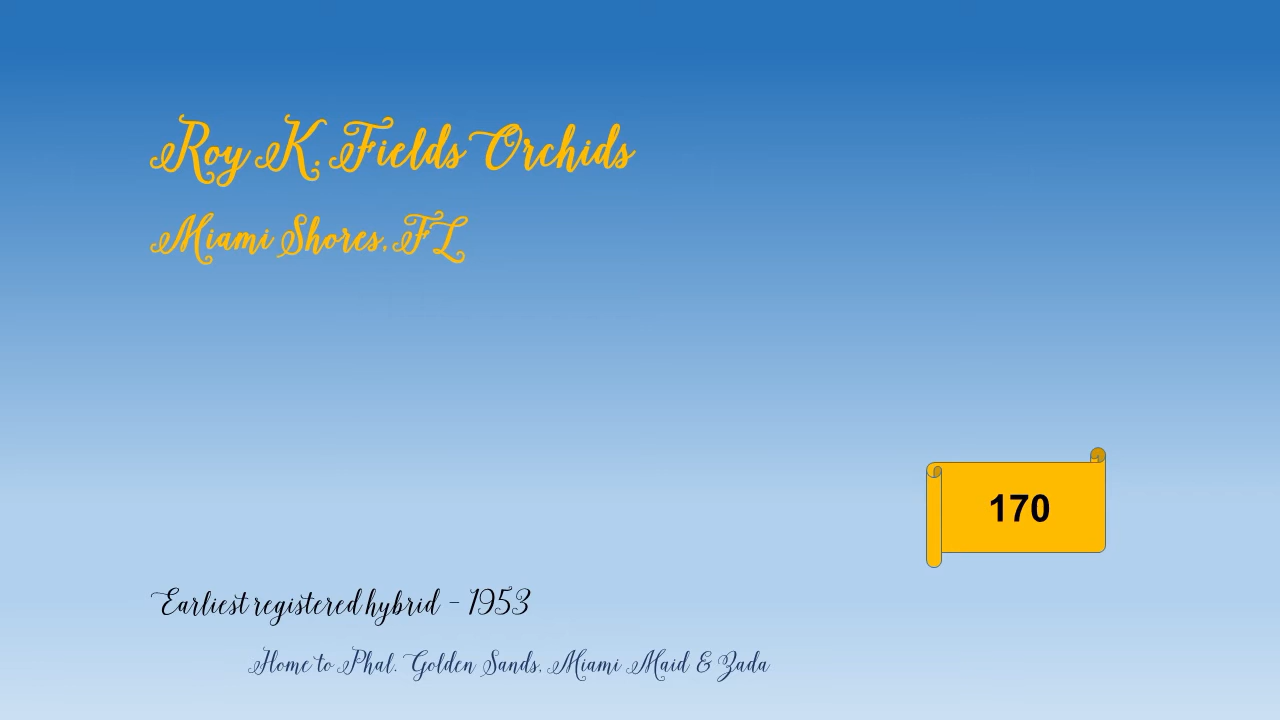 Roy K. Fields Orchids
Miami Shores, FL
170
Earliest registered hybrid - 1953
Home to Phal. Golden Sands, Miami Maid & Zada